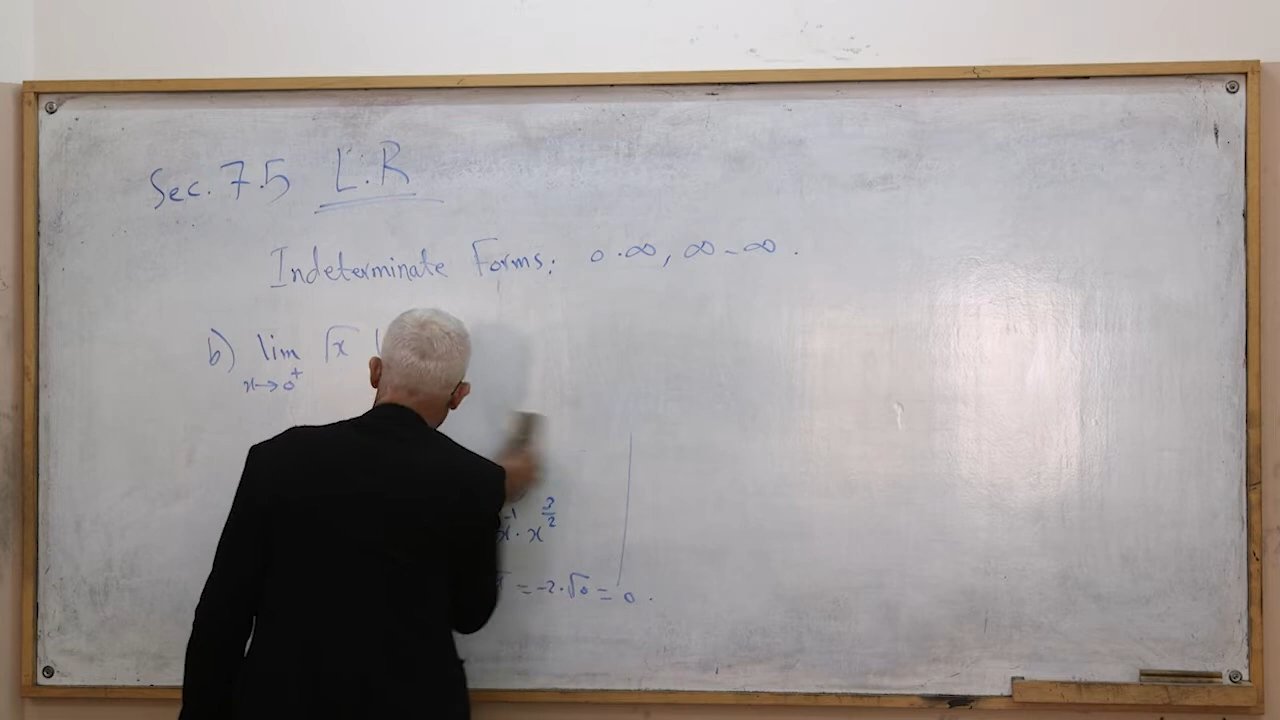 Sec. 7.5 L'.R
Indeterminate Forms: 0·∞, ∞-∞.
b) lim √x
x→0⁺
x⁻¹·x^(3/2)
= -2·√0 = 0.